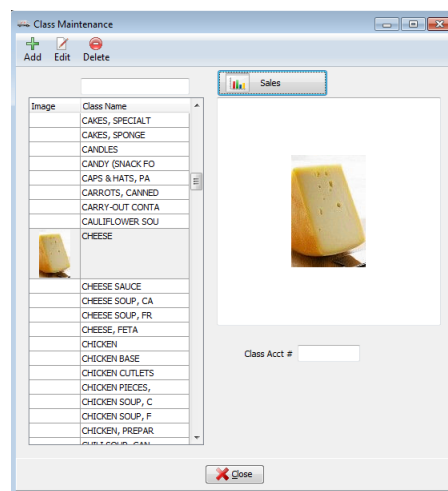 Class Maintenance
Add Edit Delete
Sales
Image Class Name
CAKES, SPECIALT
CAKES, SPONGE
CANDLES
CANDY (SNACK FO
CAPS & HATS, PA
CARROTS, CANNED
CARRY-OUT CONTA
CAULIFLOWER SOU
CHEESE
CHEESE SAUCE
CHEESE SOUP, CA
CHEESE SOUP, FR
CHEESE, FETA
CHICKEN
CHICKEN BASE
CHICKEN CUTLETS
CHICKEN PIECES,
CHICKEN SOUP, C
CHICKEN SOUP, F
CHICKEN, PREPAR
Class Acct #
Close